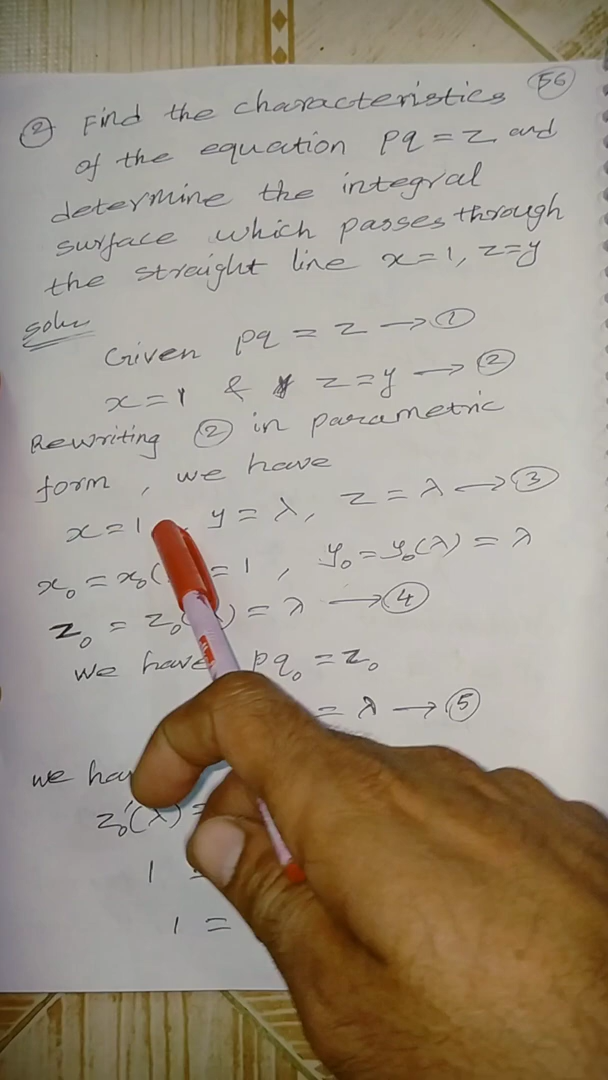 56
② Find the characteristics
of the equation pq = z and
determine the integral
surface which passes through
the straight line x=1, z=y
Soln
Given pq = z → ①
x=1 & z=y → ②
Rewriting ② in parametric
form, we have
x=1 y=λ, z=λ → ③
x₀ = x₀( =1, y₀=y₀(λ)=λ
z₀ = z₀( )=λ → ④
we have pq₀ = z₀
= λ → ⑤
we hav
z₀'(λ) =
1 =
1 =